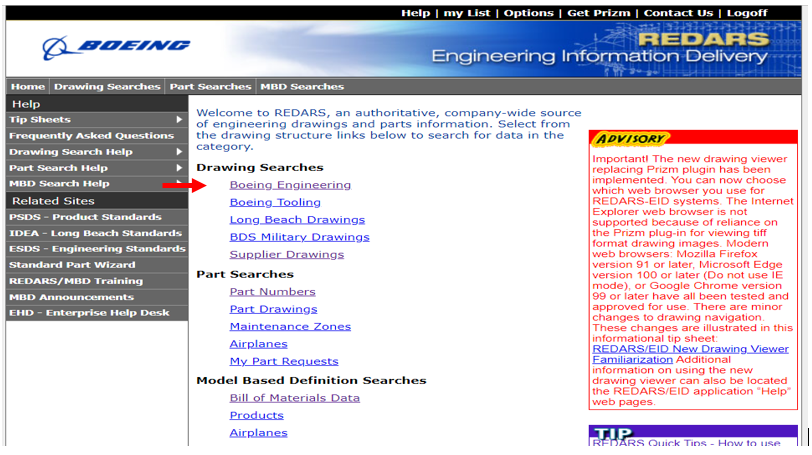 Help | my List | Options | Get Prizm | Contact Us | Logoff
BOEING
REDARS
Engineering Information Delivery
Home Drawing Searches Part Searches MBD Searches
Help
Tip Sheets
Frequently Asked Questions
Drawing Search Help
Part Search Help
MBD Search Help
Related Sites
PSDS - Product Standards
IDEA - Long Beach Standards
ESDS - Engineering Standards
Standard Part Wizard
REDARS/MBD Training
MBD Announcements
EHD - Enterprise Help Desk
Welcome to REDARS, an authoritative, company-wide source
of engineering drawings and parts information. Select from
the drawing structure links below to search for data in the
category.
Drawing Searches
Boeing Engineering
Boeing Tooling
Long Beach Drawings
BDS Military Drawings
Supplier Drawings
Part Searches
Part Numbers
Part Drawings
Maintenance Zones
Airplanes
My Part Requests
Model Based Definition Searches
Bill of Materials Data
Products
Airplanes
ADVISORY
Important! The new drawing viewer
replacing Prizm plugin has been
implemented. You can now choose
which web browser you use for
REDARS-EID systems. The Internet
Explorer web browser is not
supported because of reliance on
the Prizm plug-in for viewing tiff
format drawing images. Modern
web browsers: Mozilla Firefox
version 91 or later, Microsoft Edge
version 100 or later (Do not use IE
mode), or Google Chrome version
99 or later have all been tested and
approved for use. There are minor
changes to drawing navigation.
These changes are illustrated in this
informational tip sheet:
REDARS/EID New Drawing Viewer
Familiarization Additional
information on using the new
drawing viewer can also be located
the REDARS/EID application "Help"
web pages.
TIP
REDARS Quick Tips - How to use